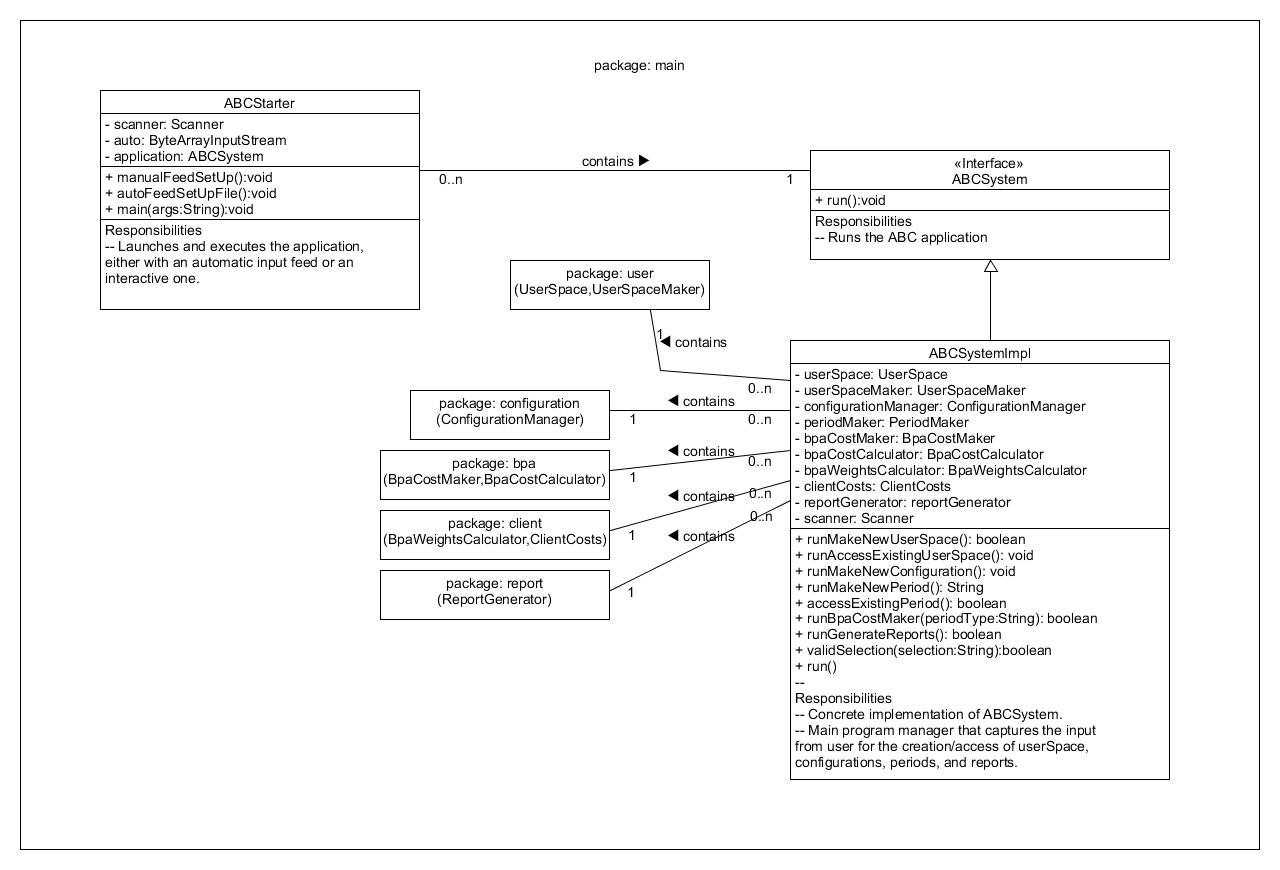 package: main
ABCStarter
- scanner: Scanner
- auto: ByteArrayInputStream
- application: ABCSystem
+ manualFeedSetUp():void
+ autoFeedSetUpFile():void
+ main(args:String):void
Responsibilities
-- Launches and executes the application,
either with an automatic input feed or an
interactive one.
contains ▶
0..n
1
«Interface»
ABCSystem
+ run():void
Responsibilities
-- Runs the ABC application
package: user
(UserSpace,UserSpaceMaker)
1
◀ contains
0..n
package: configuration
(ConfigurationManager)
◀ contains
1
0..n
package: bpa
(BpaCostMaker,BpaCostCalculator)
◀ contains
1
0..n
package: client
(BpaWeightsCalculator,ClientCosts)
◀ contains
1
0..n
package: report
(ReportGenerator)
◀ contains
1
0..n
ABCSystemImpl
- userSpace: UserSpace
- userSpaceMaker: UserSpaceMaker
- configurationManager: ConfigurationManager
- periodMaker: PeriodMaker
- bpaCostMaker: BpaCostMaker
- bpaCostCalculator: BpaCostCalculator
- bpaWeightsCalculator: BpaWeightsCalculator
- clientCosts: ClientCosts
- reportGenerator: reportGenerator
- scanner: Scanner
+ runMakeNewUserSpace(): boolean
+ runAccessExistingUserSpace(): void
+ runMakeNewConfiguration(): void
+ runMakeNewPeriod(): String
+ accessExistingPeriod(): boolean
+ runBpaCostMaker(periodType:String): boolean
+ runGenerateReports(): boolean
+ validSelection(selection:String):boolean
+ run()
--
Responsibilities
-- Concrete implementation of ABCSystem.
-- Main program manager that captures the input
from user for the creation/access of userSpace,
configurations, periods, and reports.